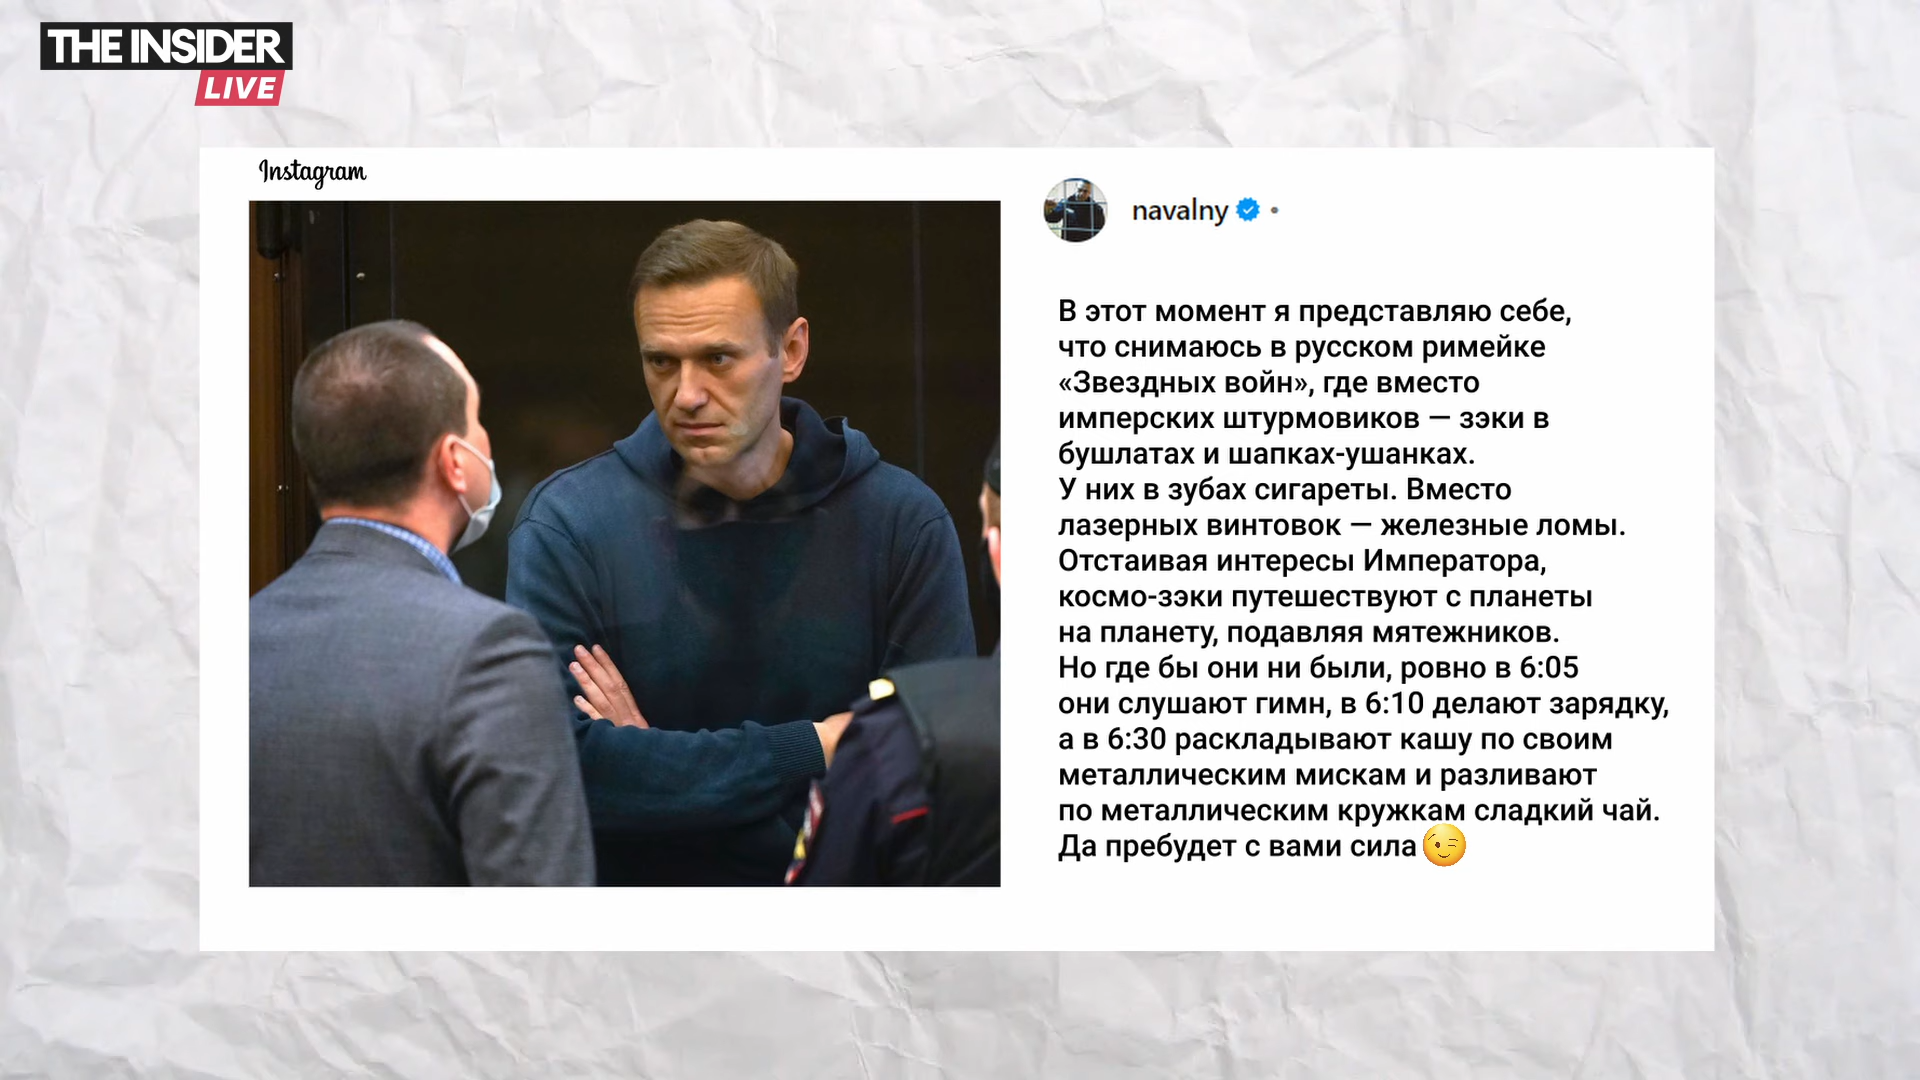 THE INSIDER
LIVE
Instagram
navalny
В этот момент я представляю себе,
что снимаюсь в русском римейке
«Звездных войн», где вместо
имперских штурмовиков — зэки в
бушлатах и шапках-ушанках.
У них в зубах сигареты. Вместо
лазерных винтовок — железные ломы.
Отстаивая интересы Императора,
космо-зэки путешествуют с планеты
на планету, подавляя мятежников.
Но где бы они ни были, ровно в 6:05
они слушают гимн, в 6:10 делают зарядку,
а в 6:30 раскладывают кашу по своим
металлическим мискам и разливают
по металлическим кружкам сладкий чай.
Да пребудет с вами сила😉